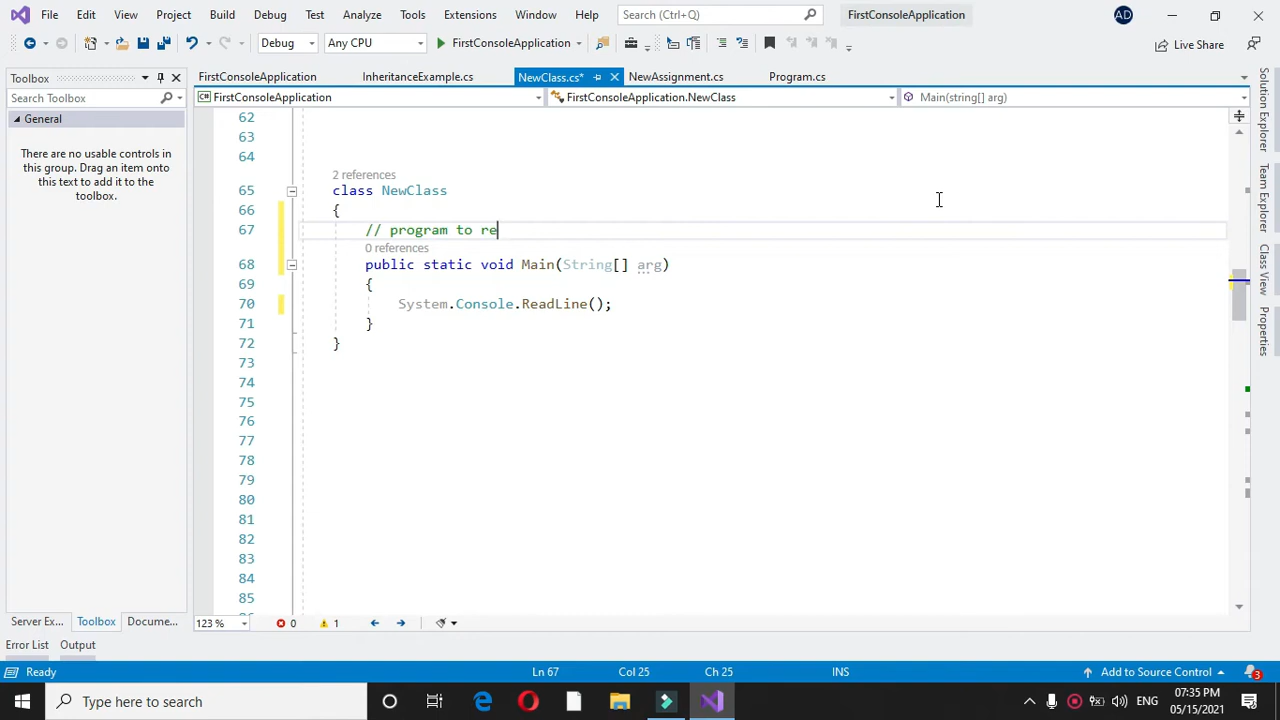 File Edit View Project Build Debug Test Analyze Tools Extensions Window Help Search (Ctrl+Q) FirstConsoleApplication AD
Debug Any CPU FirstConsoleApplication Live Share
Toolbox FirstConsoleApplication InheritanceExample.cs NewClass.cs* NewAssignment.cs Program.cs
Search Toolbox FirstConsoleApplication FirstConsoleApplication.NewClass Main(string[] arg)
General
There are no usable controls in
this group. Drag an item onto
this text to add it to the
toolbox.
62
63
64
2 references
65 class NewClass
66 {
67 // program to re
0 references
68 public static void Main(String[] arg)
69 {
70 System.Console.ReadLine();
71 }
72 }
73
74
75
76
77
78
79
80
81
82
83
84
85
Solution Explorer
Team Explorer
Class View
Properties
Server Ex... Toolbox Docume... 123 % 0 1
Error List Output
Ready Ln 67 Col 25 Ch 25 INS Add to Source Control 3
Type here to search ENG 07:35 PM
05/15/2021